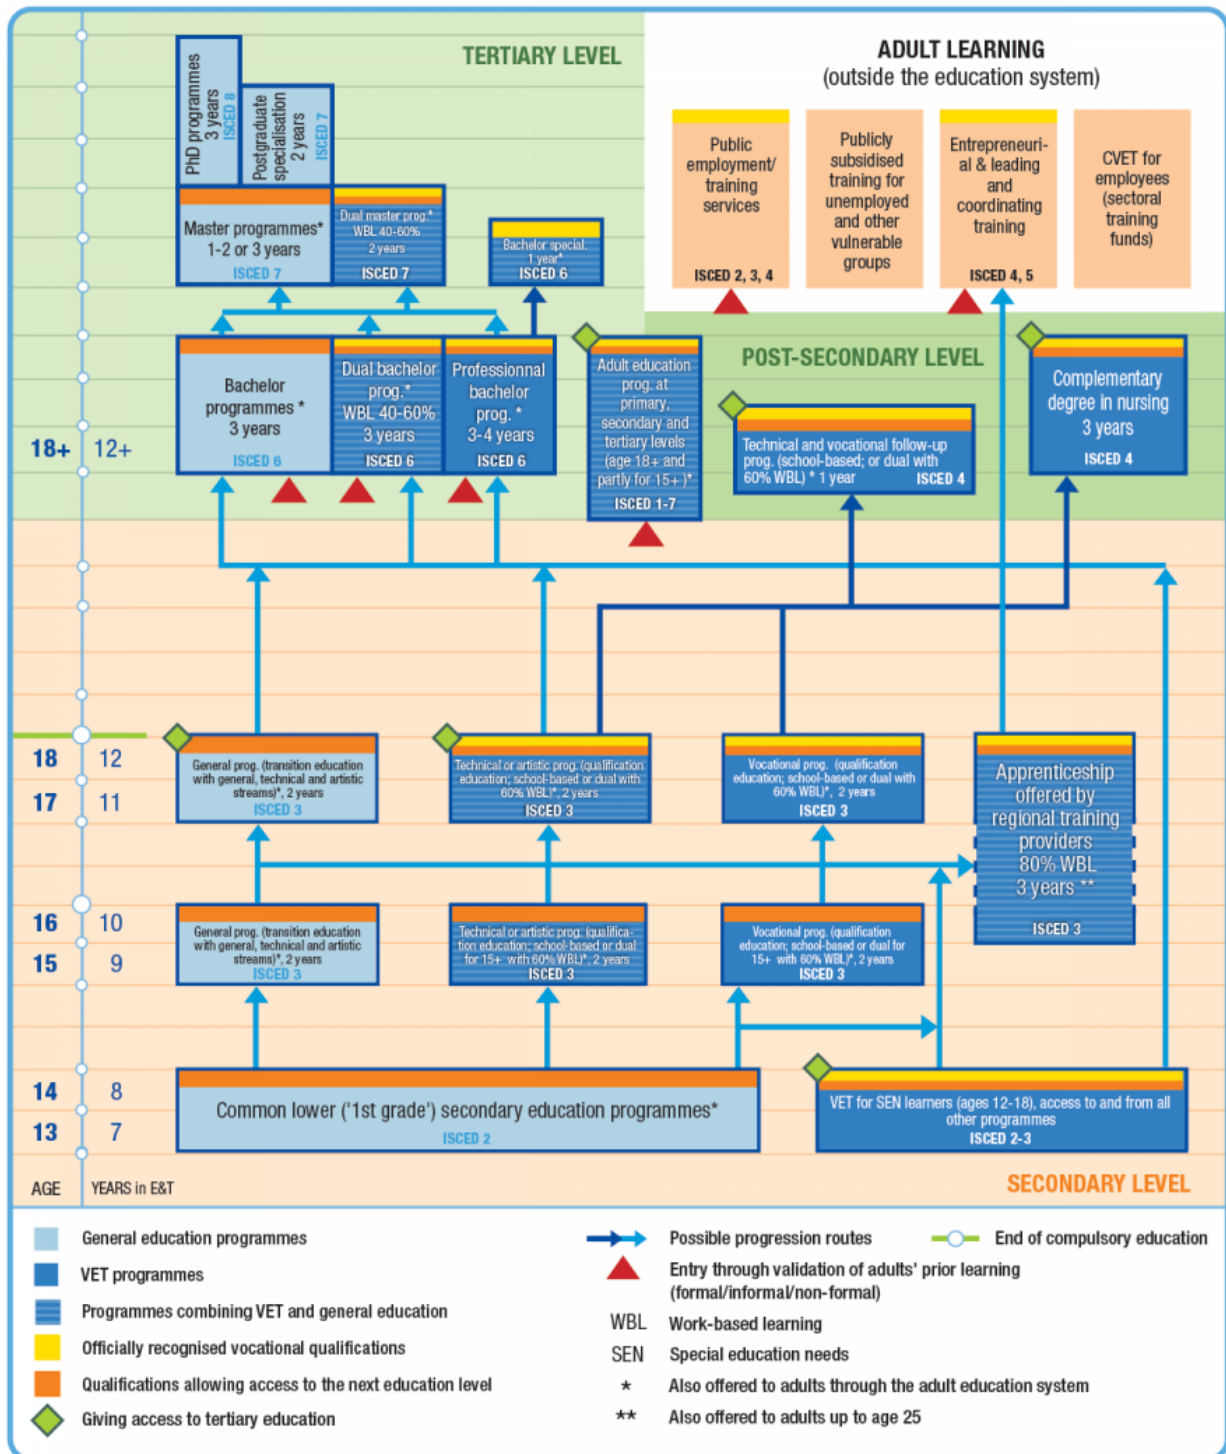 TERTIARY LEVEL
ADULT LEARNING
(outside the education system)
PhD programmes
3 years
ISCED 8
Postgraduate
specialisation
2 years
ISCED 7
Public
employment/
training
services
ISCED 2, 3, 4
Publicly
subsidised
training for
unemployed
and other
vulnerable
groups
Entrepreneuri-
al & leading
and
coordinating
training
ISCED 4, 5
CVET for
employees
(sectoral
training
funds)
Master programmes*
1-2 or 3 years
ISCED 7
Dual master prog.*
WBL 40-60%
2 years
ISCED 7
Bachelor special.
1 year*
ISCED 6
POST-SECONDARY LEVEL
Bachelor
programmes *
3 years
ISCED 6
Dual bachelor
prog.*
WBL 40-60%
3 years
ISCED 6
Professionnal
bachelor
prog. *
3-4 years
ISCED 6
Adult education
prog. at
primary,
secondary and
tertiary levels
(age 18+ and
partly for 15+ )*
ISCED 1-7
Technical and vocational follow-up
prog. (school-based; or dual with
60% WBL) * 1 year ISCED 4
Complementary
degree in nursing
3 years
ISCED 4
18+ 12+
18 12
17 11
General prog. (transition education
with general, technical and artistic
streams)*, 2 years
ISCED 3
Technical or artistic prog. (qualification
education; school-based or dual with
60% WBL)*, 2 years
ISCED 3
Vocational prog. (qualification
education; school-based or dual with
60% WBL)*, 2 years
ISCED 3
Apprenticeship
offered by
regional training
providers
80% WBL
3 years **
ISCED 3
16 10
15 9
General prog. (transition education
with general, technical and artistic
streams)*, 2 years
ISCED 3
Technical or artistic prog. (qualifica-
tion education; school-based or dual
for 15+ with 60% WBL)*, 2 years
ISCED 3
Vocational prog. (qualification
education; school-based or dual for
15+ with 60% WBL)*, 2 years
ISCED 3
14 8
13 7
Common lower ('1st grade') secondary education programmes*
ISCED 2
VET for SEN learners (ages 12-18), access to and from all
other programmes
ISCED 2-3
AGE YEARS in E&T
SECONDARY LEVEL
General education programmes
VET programmes
Programmes combining VET and general education
Officially recognised vocational qualifications
Qualifications allowing access to the next education level
Giving access to tertiary education
Possible progression routes
End of compulsory education
Entry through validation of adults' prior learning
(formal/informal/non-formal)
WBL Work-based learning
SEN Special education needs
* Also offered to adults through the adult education system
** Also offered to adults up to age 25